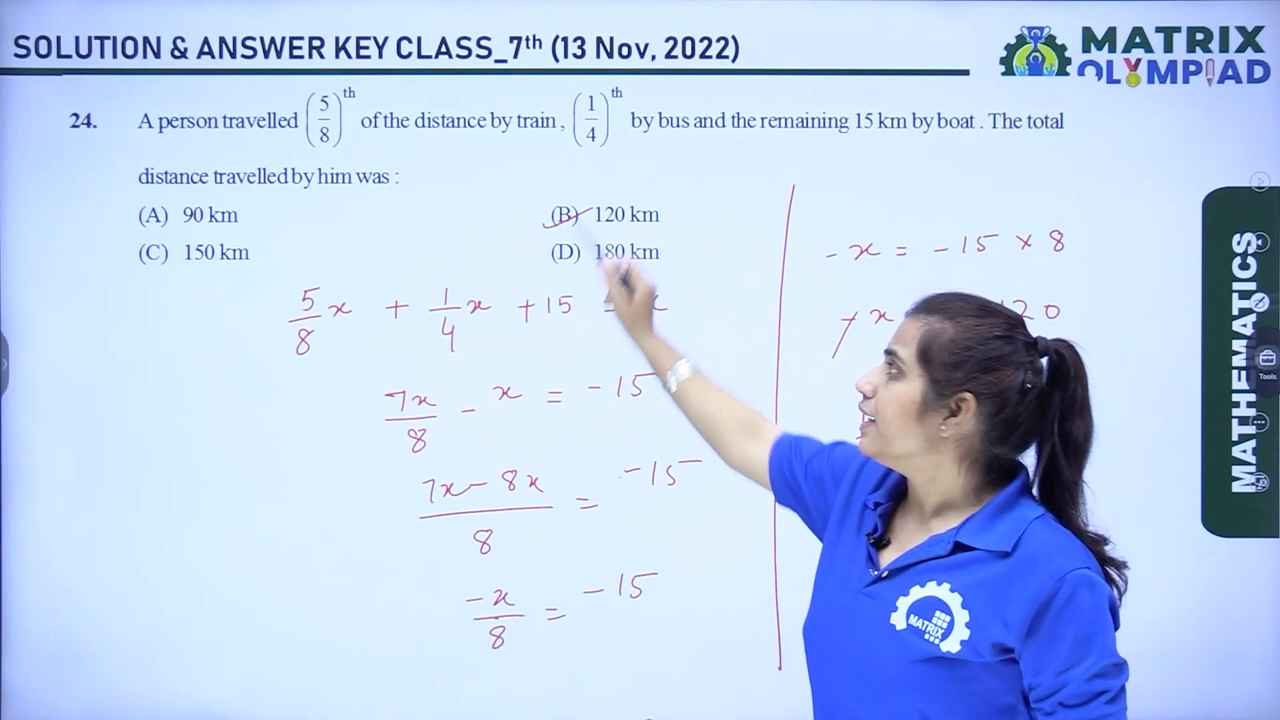 SOLUTION & ANSWER KEY CLASS_7th (13 Nov, 2022)
MATRIX
OLYMPIAD
24. A person travelled (5/8)th of the distance by train, (1/4)th by bus and the remaining 15 km by boat. The total
distance travelled by him was :
(A) 90 km (B) 120 km
(C) 150 km (D) 180 km
5/8 x + 1/4 x + 15 = x
7x/8 - x = -15
(7x - 8x)/8 = -15
-x/8 = -15
-x = -15 × 8
x 20
MATHEMATICS
Tools
MATRIX